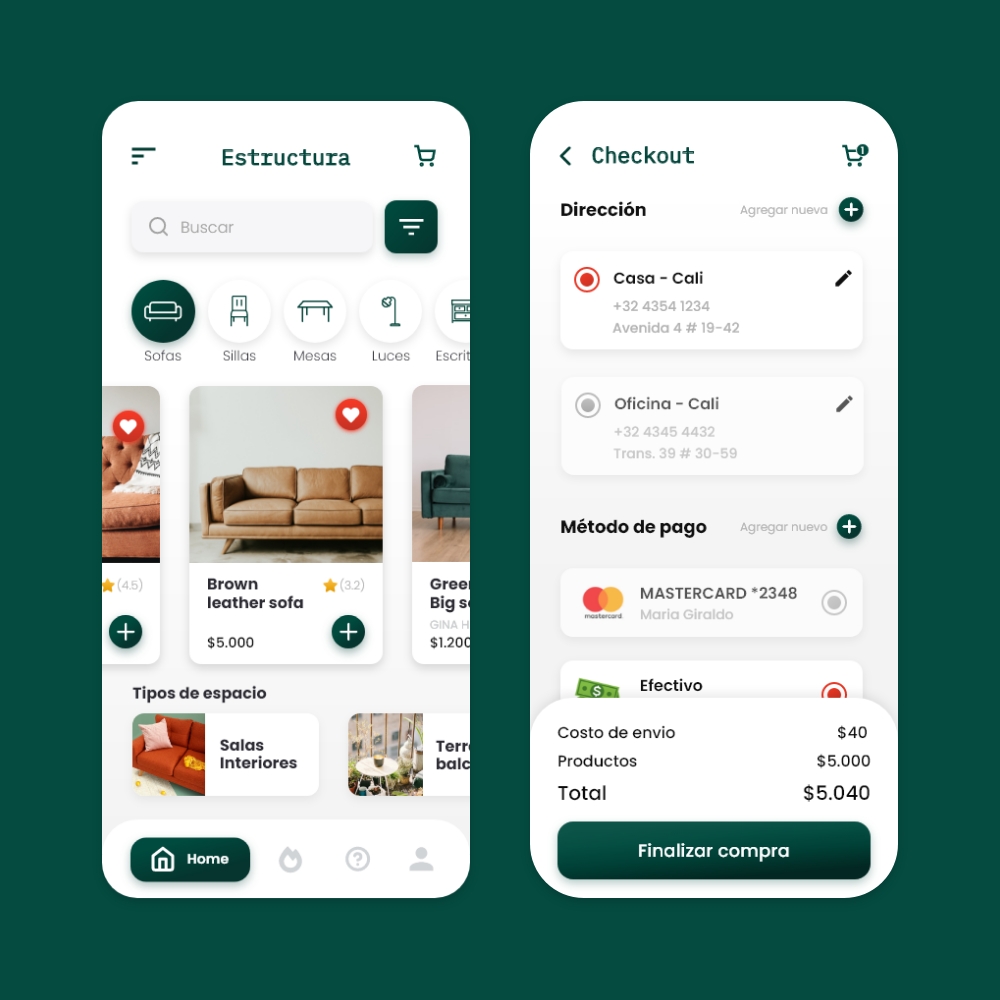 Estructura
Buscar
Sofas
Sillas
Mesas
Luces
Escrit
(4.5)
Brown
leather sofa
(3.2)
$5.000
Green
Big so
GINA H
$1.200
Tipos de espacio
Salas
Interiores
Terr
balc
Home
Checkout
1
Dirección
Agregar nueva
Casa - Cali
+32 4354 1234
Avenida 4 # 19-42
Oficina - Cali
+32 4345 4432
Trans. 39 # 30-59
Método de pago
Agregar nuevo
mastercard
MASTERCARD *2348
Maria Giraldo
Efectivo
Costo de envio
$40
Productos
$5.000
Total
$5.040
Finalizar compra